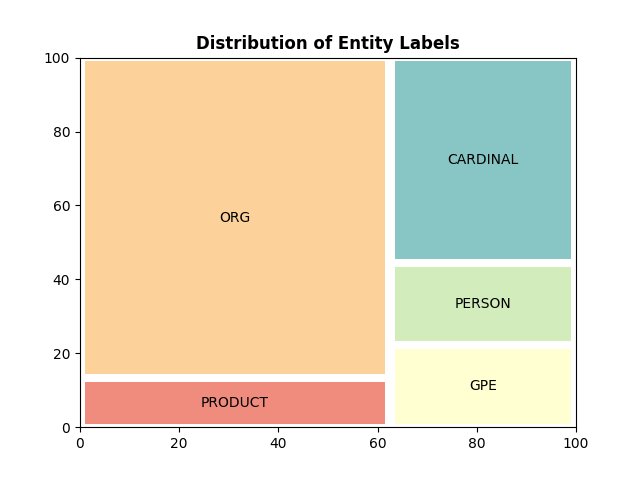 Distribution of Entity Labels
100
80
60
40
20
0
ORG
CARDINAL
PERSON
PRODUCT
GPE
0 20 40 60 80 100